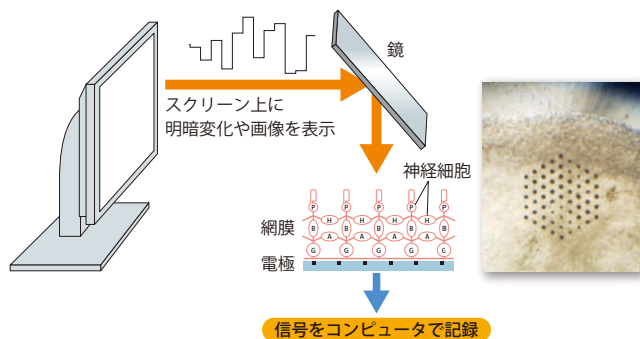 鏡
スクリーン上に
明暗変化や画像を表示
神経細胞
P P P P P
H H H H
網膜
B B B B B
A A A A
G G G G G
電極
信号をコンピュータで記録